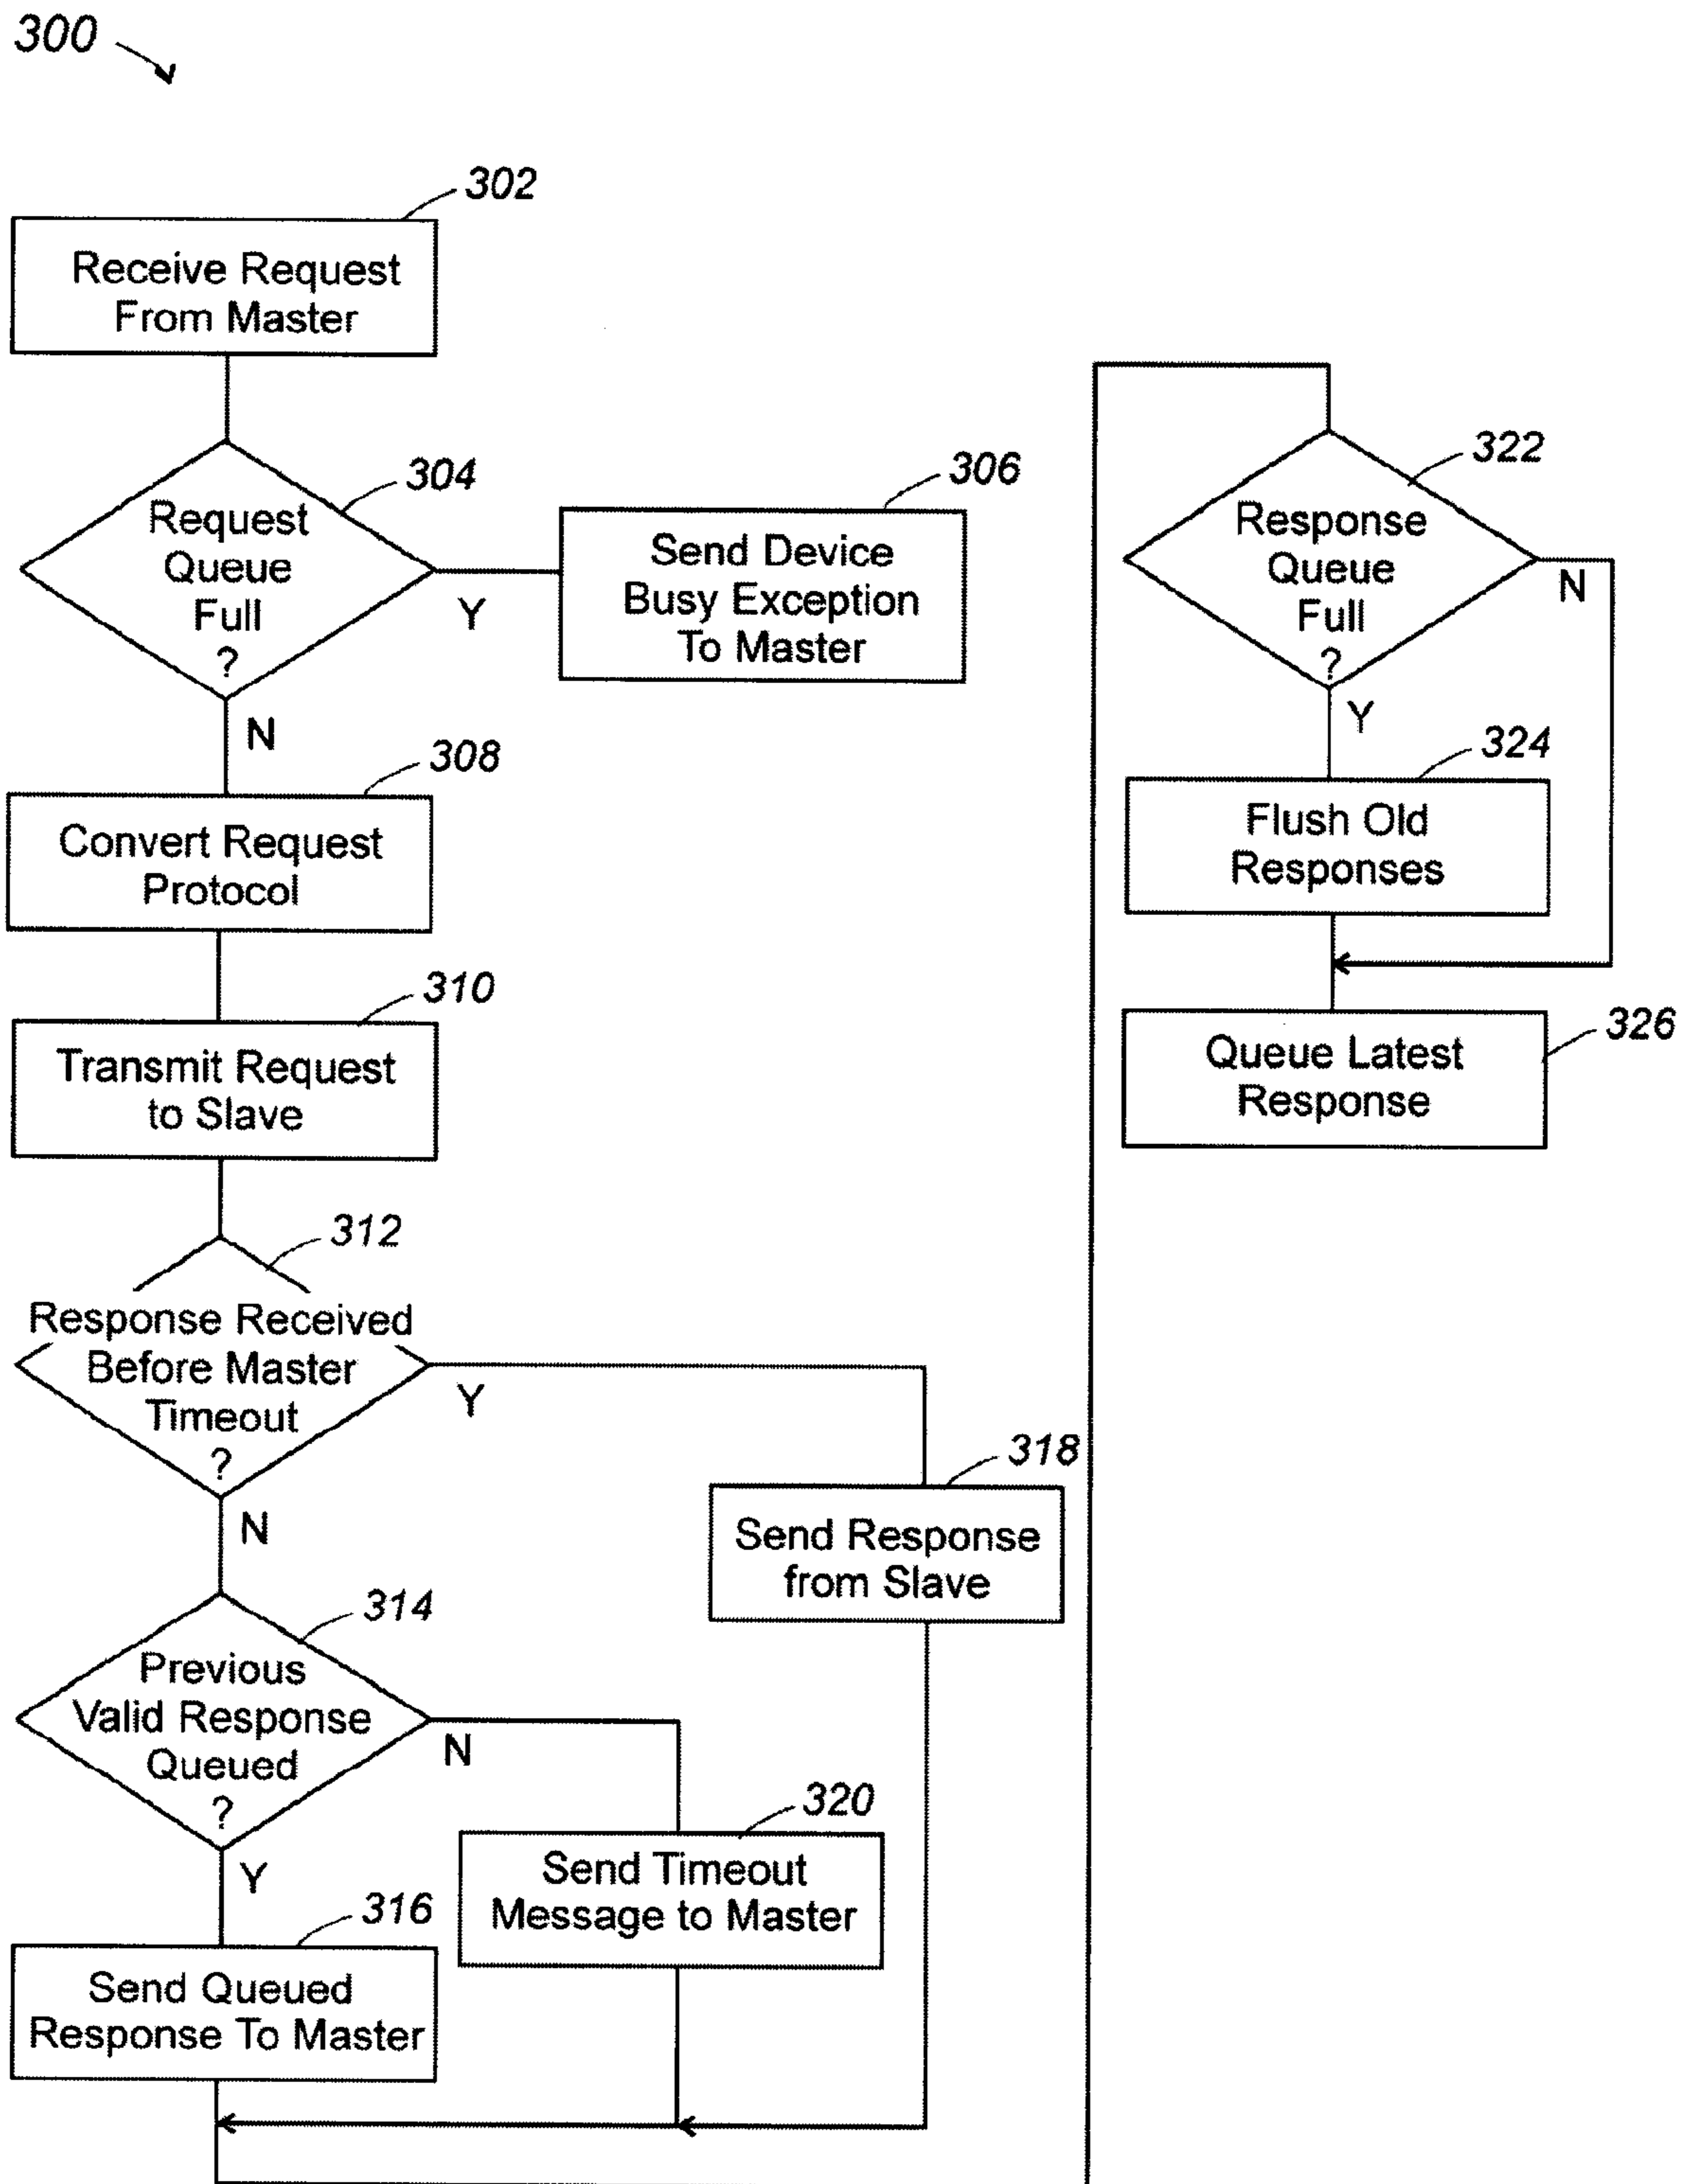 300
302
Receive Request
From Master
304
Request
Queue
Full
?
Y
N
306
Send Device
Busy Exception
To Master
308
Convert Request
Protocol
310
Transmit Request
to Slave
312
Response Received
Before Master
Timeout
?
Y
N
314
Previous
Valid Response
Queued
?
N
Y
316
Send Queued
Response To Master
318
Send Response
from Slave
320
Send Timeout
Message to Master
322
Response
Queue
Full
?
N
Y
324
Flush Old
Responses
326
Queue Latest
Response